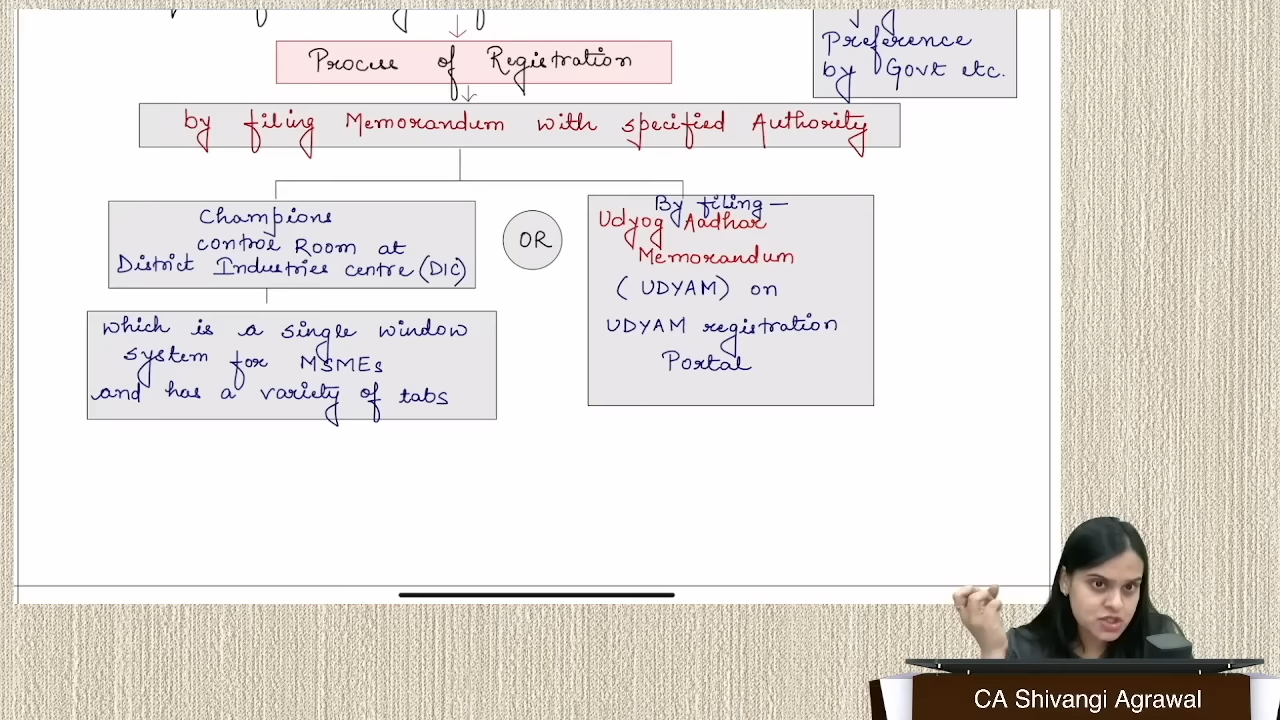 Preference
by Govt etc.
Process of Registration
by filing Memorandum with specified Authority
Champions
control Room at
District Industries centre (DIC)
OR
By filing —
Udyog Aadhar
Memorandum
( UDYAM) on
UDYAM registration
Portal
which is a single window
system for MSMEs
and has a variety of tabs
CA Shivangi Agrawal